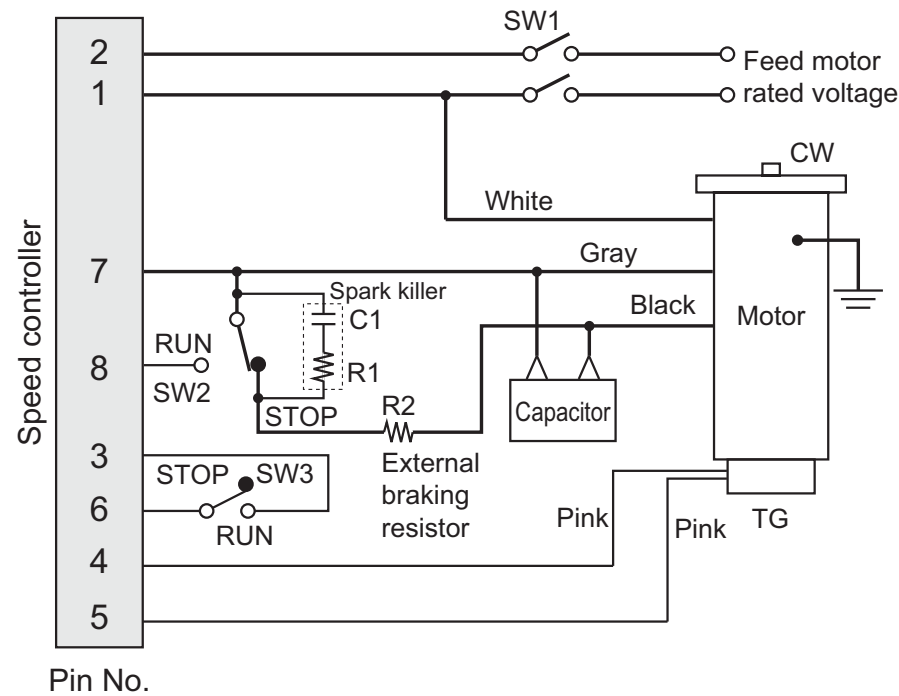 SW1
2
Feed motor
1
rated voltage
CW
White
Speed controller
7
Gray
Spark killer
C1
Black
Motor
RUN
8
R1
SW2
STOP
R2
Capacitor
External
braking
resistor
3
STOP
SW3
6
RUN
Pink
Pink
TG
4
5
Pin No.